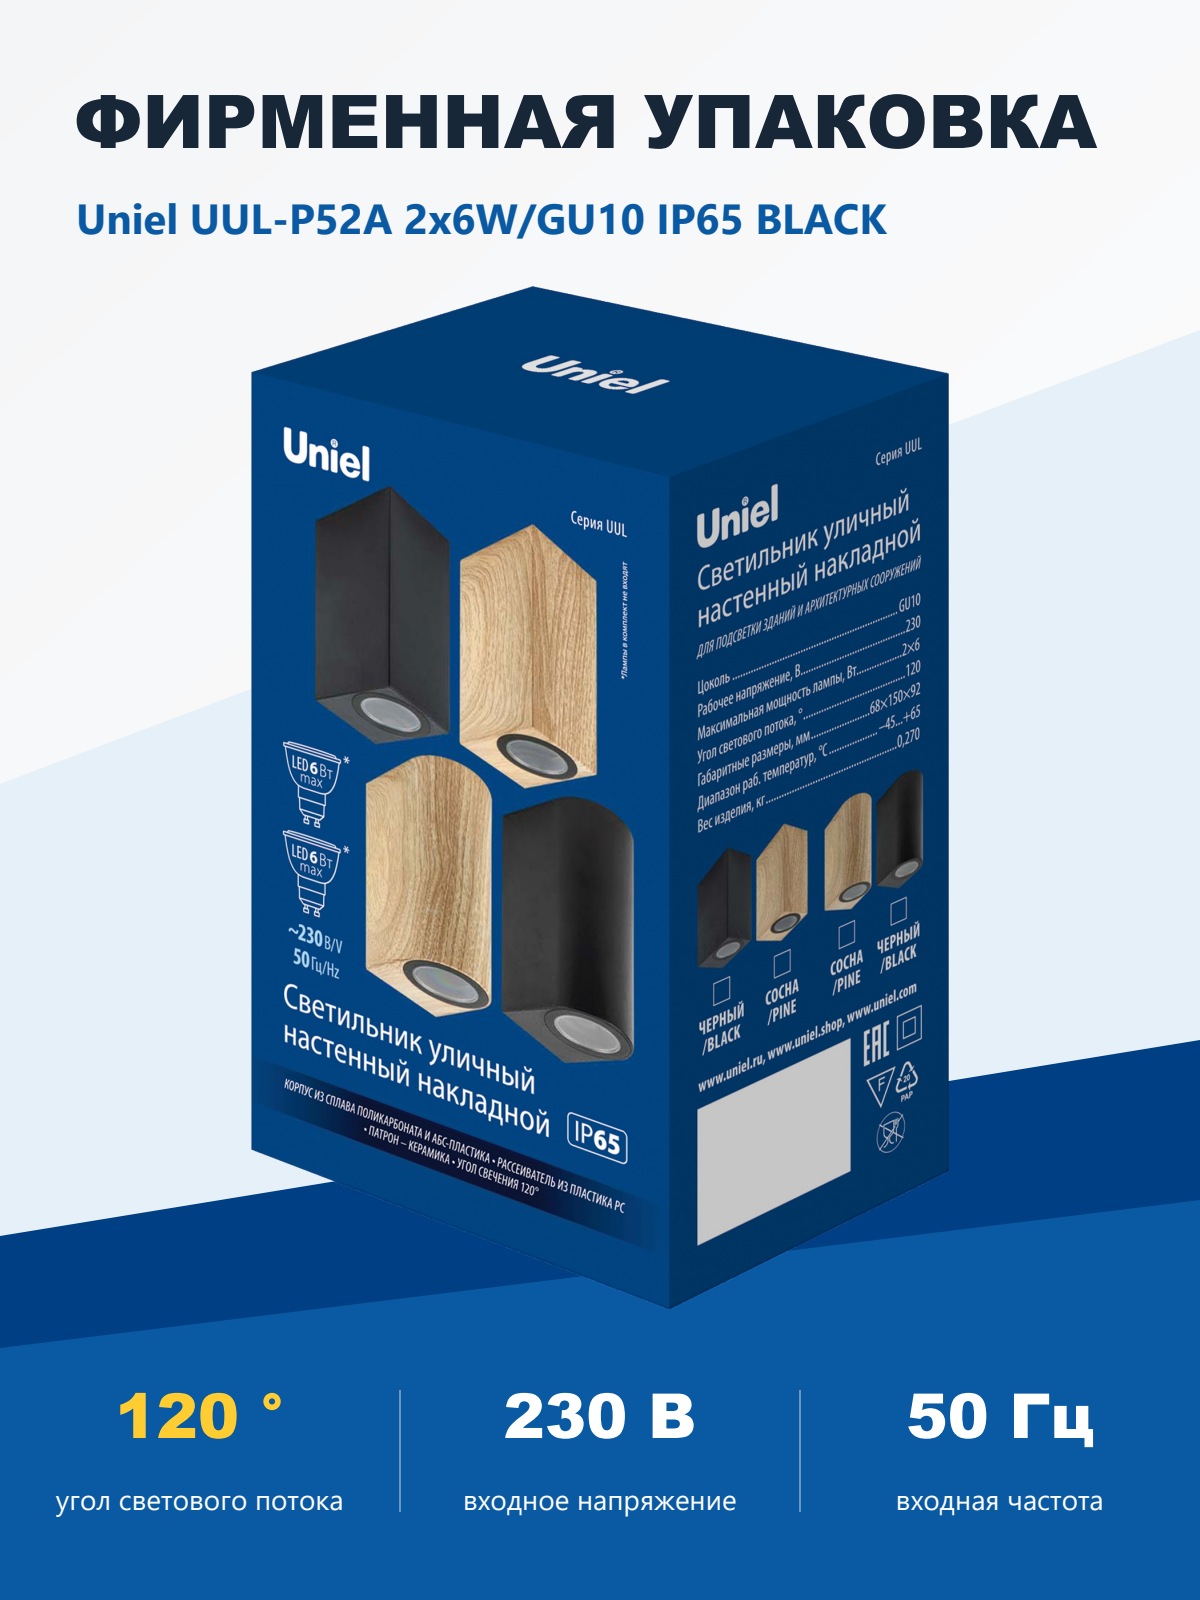 ФИРМЕННАЯ УПАКОВКА
Uniel UUL-P52A 2x6W/GU10 IP65 BLACK
Uniel
Uniel
Серия UUL
*Лампы в комплект не входят
LED 6 Вт *
max
LED 6 Вт *
max
~230 В/V
50 Гц/Hz
Светильник уличный
настенный накладной
IP65
КОРПУС ИЗ СПЛАВА ПОЛИКАРБОНАТА И АБС-ПЛАСТИКА • РАССЕИВАТЕЛЬ ИЗ ПЛАСТИКА PC
• ПАТРОН – КЕРАМИКА • УГОЛ СВЕЧЕНИЯ 120°
Серия UUL
Uniel
Светильник уличный
настенный накладной
ДЛЯ ПОДСВЕТКИ ЗДАНИЙ И АРХИТЕКТУРНЫХ СООРУЖЕНИЙ
Цоколь ... GU10
Рабочее напряжение, В ... 230
Максимальная мощность лампы, Вт ... 2×6
Угол светового потока, ° ... 120
Габаритные размеры, мм ... 68×150×92
Диапазон раб. температур, °С ... –45...+65
Вес изделия, кг ... 0,270
ЧЕРНЫЙ
/BLACK
СОСНА
/PINE
СОСНА
/PINE
ЧЕРНЫЙ
/BLACK
www.uniel.ru, www.uniel.shop, www.uniel.com
EAC
F
20
PAP
120 °
угол светового потока
230 В
входное напряжение
50 Гц
входная частота